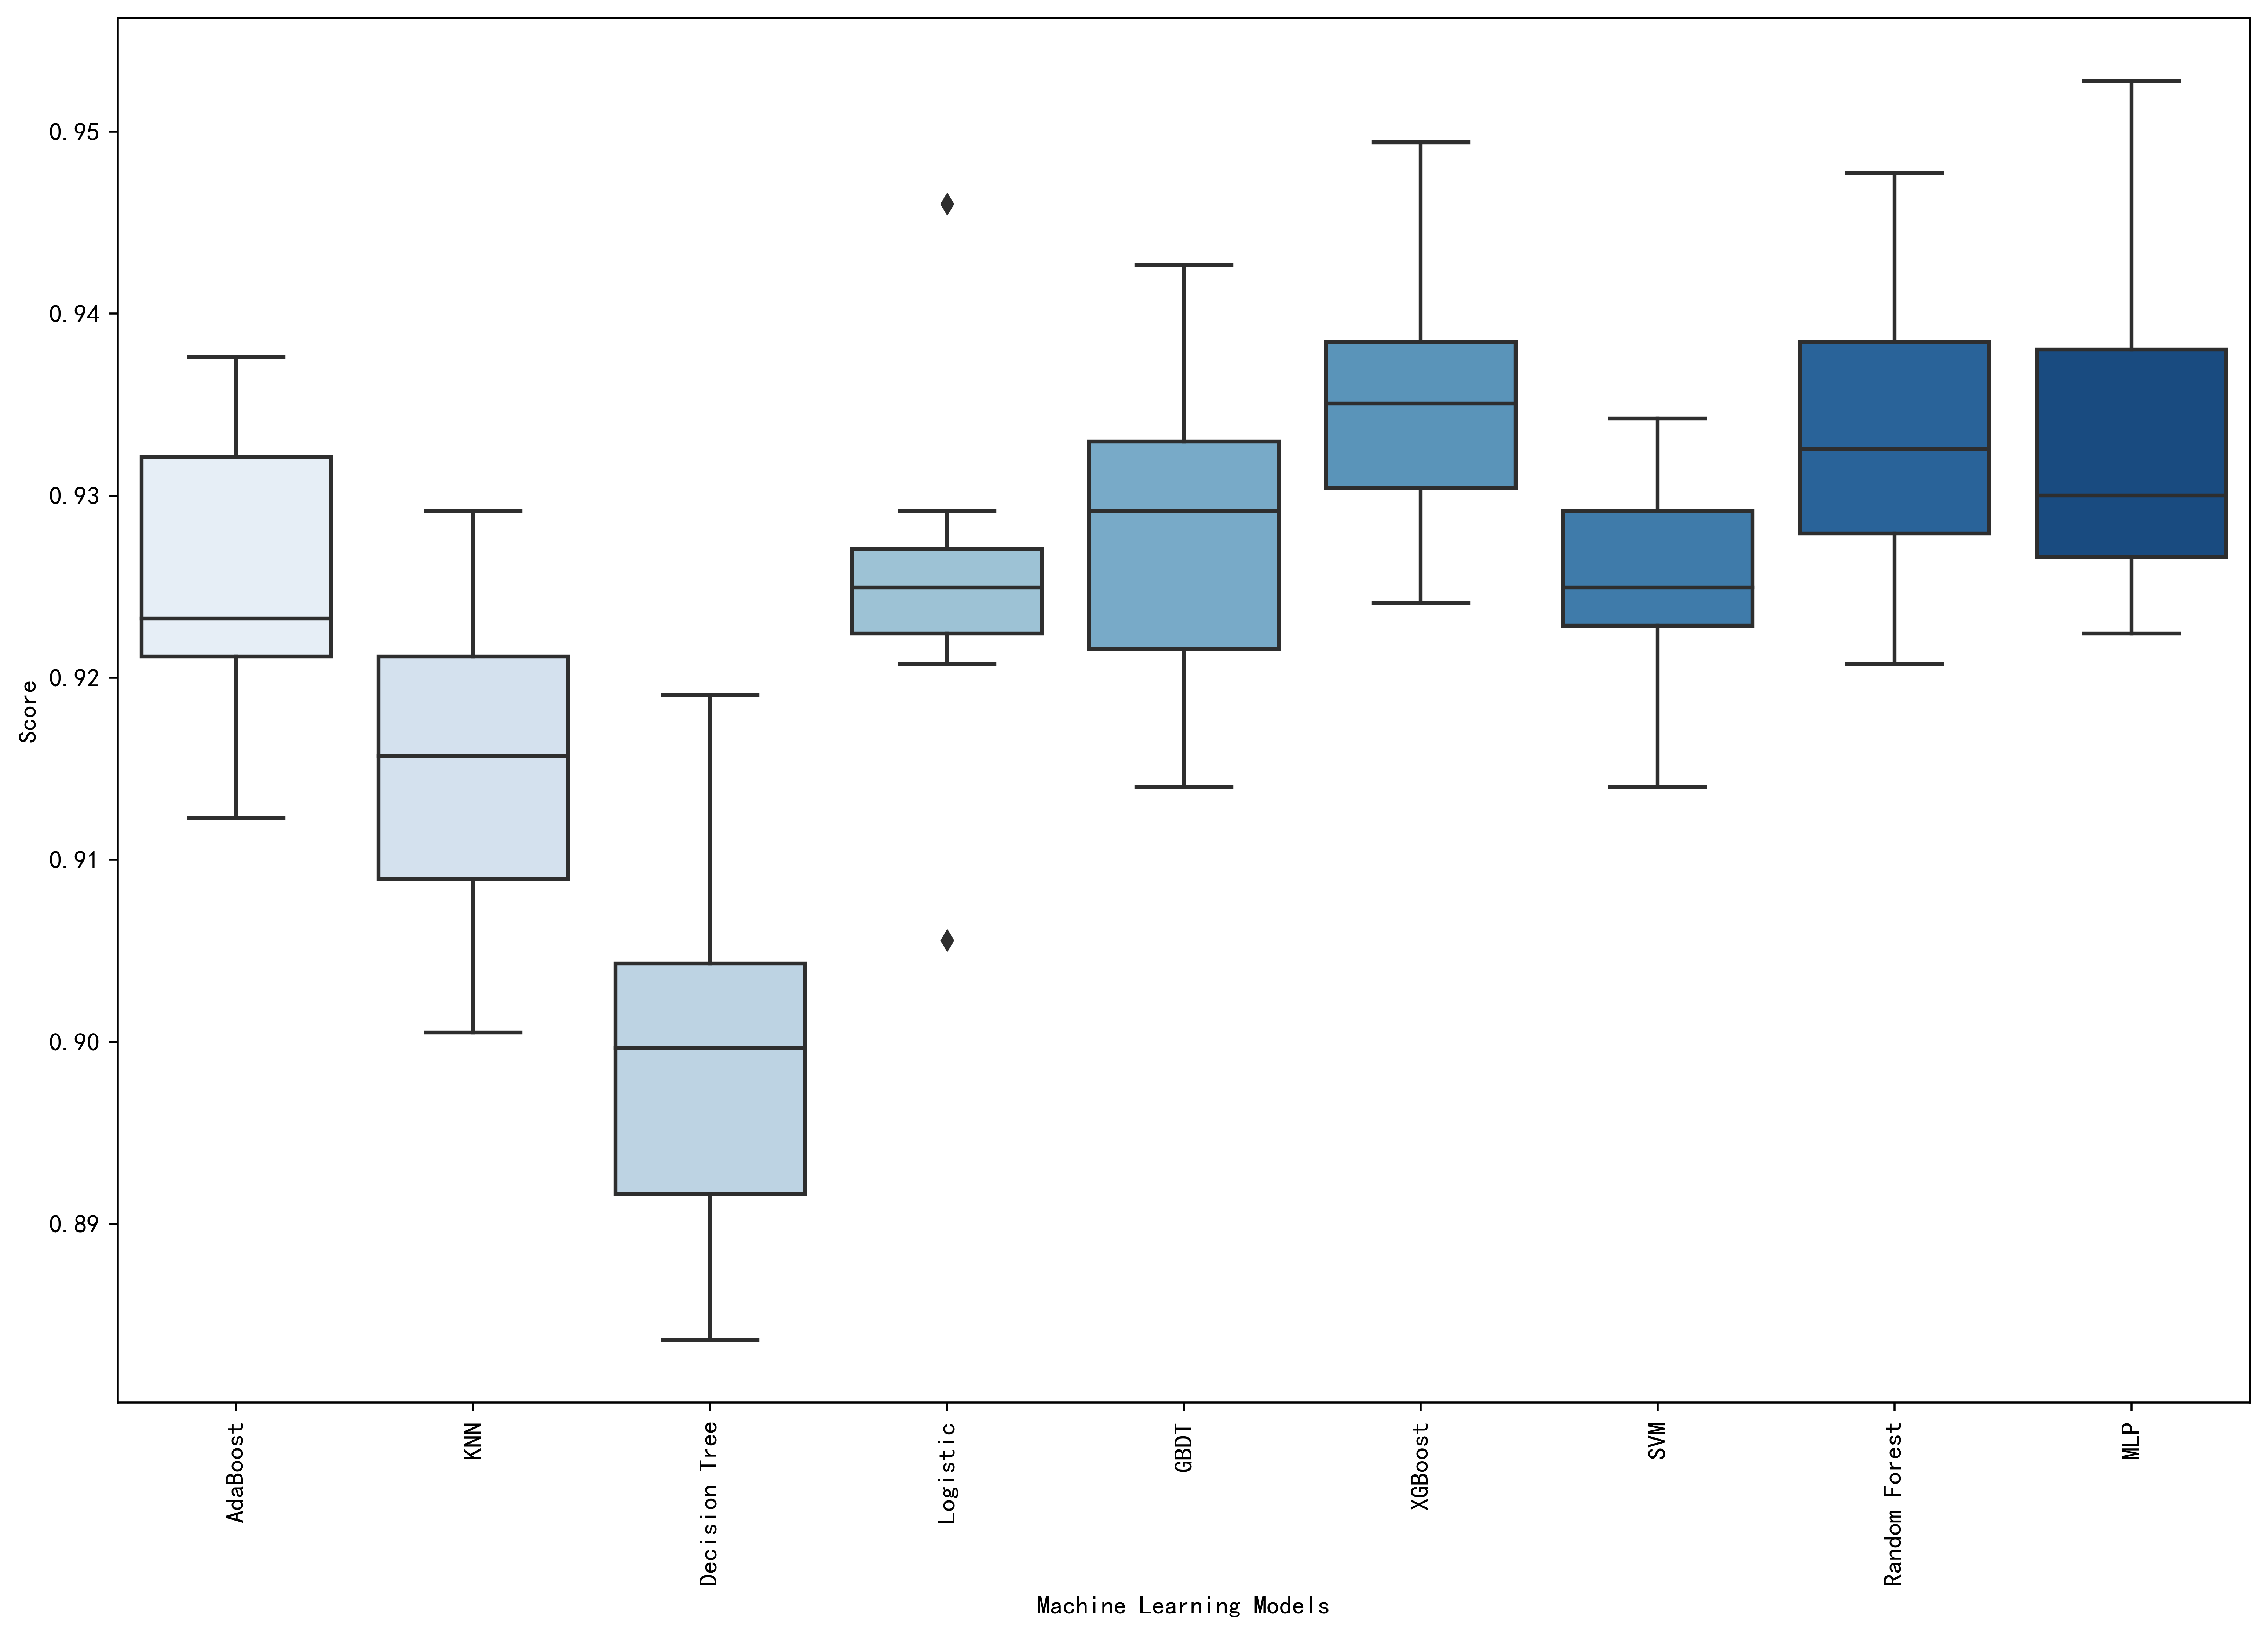 0.95
0.94
0.93
0.92
0.91
0.90
0.89
Score
AdaBoost
KNN
Decision Tree
Logistic
GBDT
XGBoost
SVM
Random Forest
MLP
Machine Learning Models